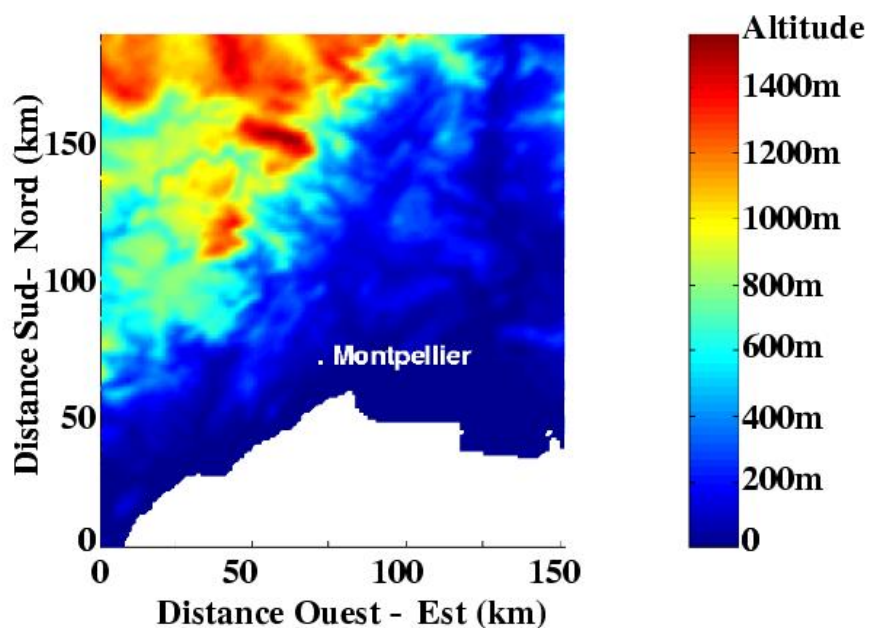 Altitude
1400m
1200m
1000m
800m
600m
400m
200m
0
Distance Sud- Nord (km)
150
100
50
0
. Montpellier
0 50 100 150
Distance Ouest - Est (km)